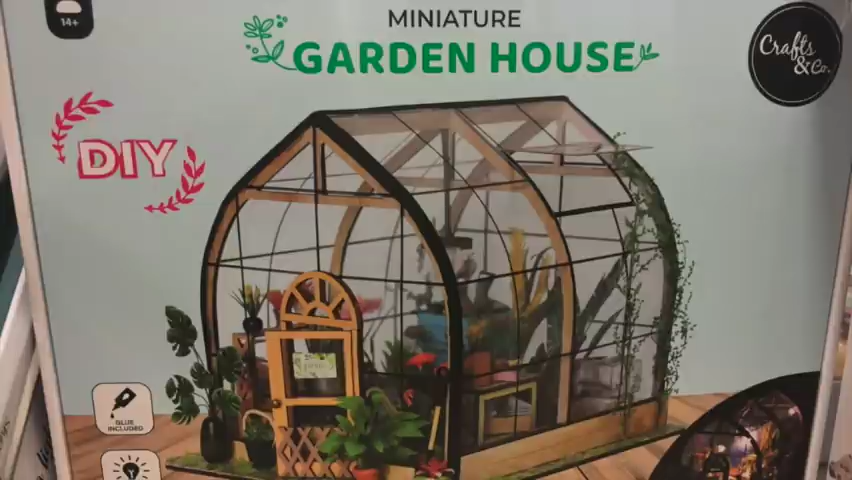 14+
MINIATURE
GARDEN HOUSE
Crafts
& Co.
DIY
GLUE
INCLUDED